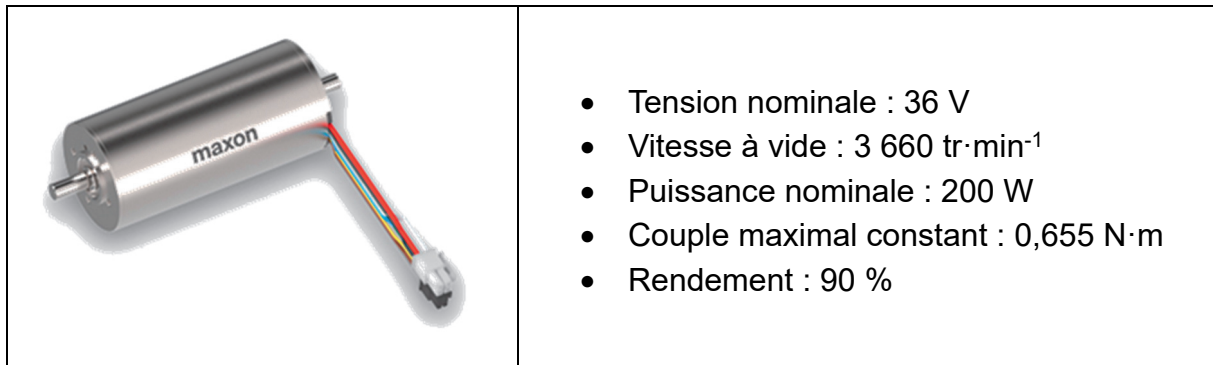 maxon
• Tension nominale : 36 V
• Vitesse à vide : 3 660 tr·min⁻¹
• Puissance nominale : 200 W
• Couple maximal constant : 0,655 N·m
• Rendement : 90 %